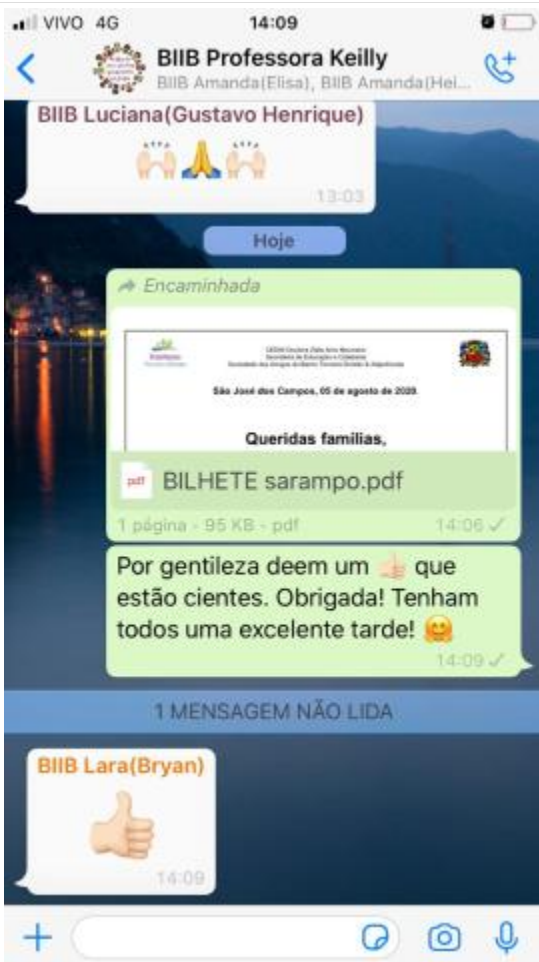 VIVO 4G 14:09
BIIB Professora Keilly
BIIB Amanda(Elisa), BIIB Amanda(Hei...
BIIB Luciana(Gustavo Henrique)
13:03
Hoje
Encaminhada
São José dos Campos, 05 de agosto de 2020.
Queridas famílias,
pdf BILHETE sarampo.pdf
1 página - 95 KB - pdf 14:06
Por gentileza deem um 👍🏻 que
estão cientes. Obrigada! Tenham
todos uma excelente tarde! 🤗
14:09
1 MENSAGEM NÃO LIDA
BIIB Lara(Bryan)
14:09